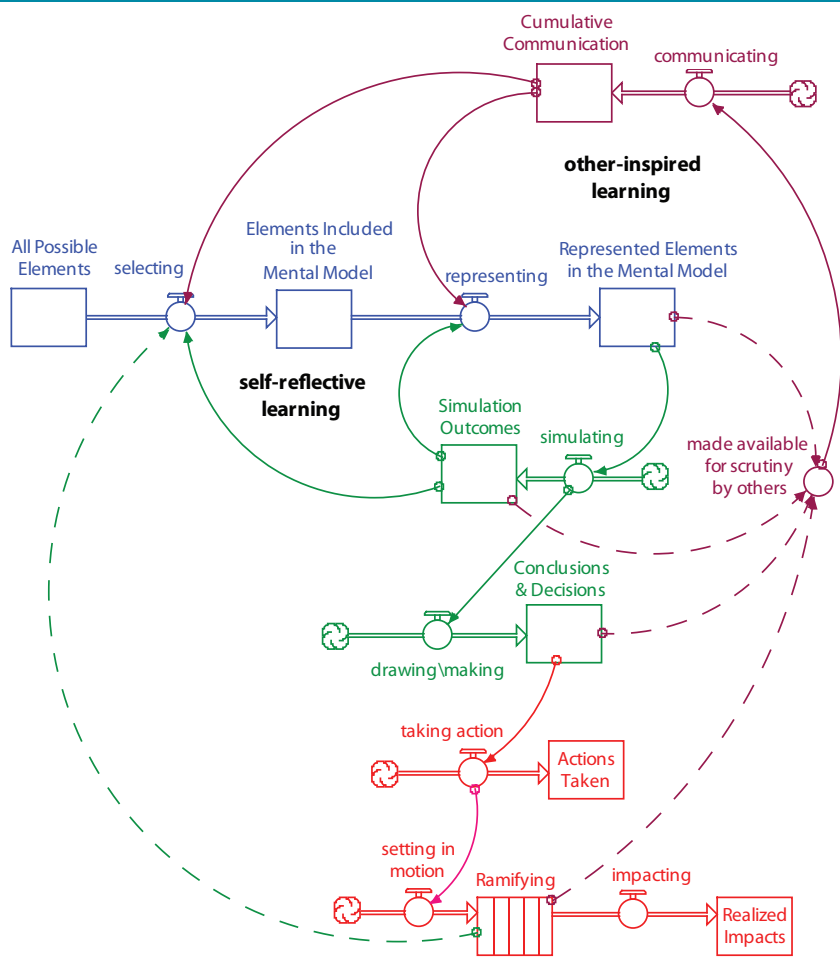 Cumulative
Communication
communicating
other-inspired
learning
All Possible
Elements
selecting
Elements Included
in the
Mental Model
representing
Represented Elements
in the Mental Model
self-reflective
learning
Simulation
Outcomes
simulating
made available
for scrutiny
by others
Conclusions
& Decisions
drawing\making
taking action
Actions
Taken
setting in
motion
Ramifying
impacting
Realized
Impacts